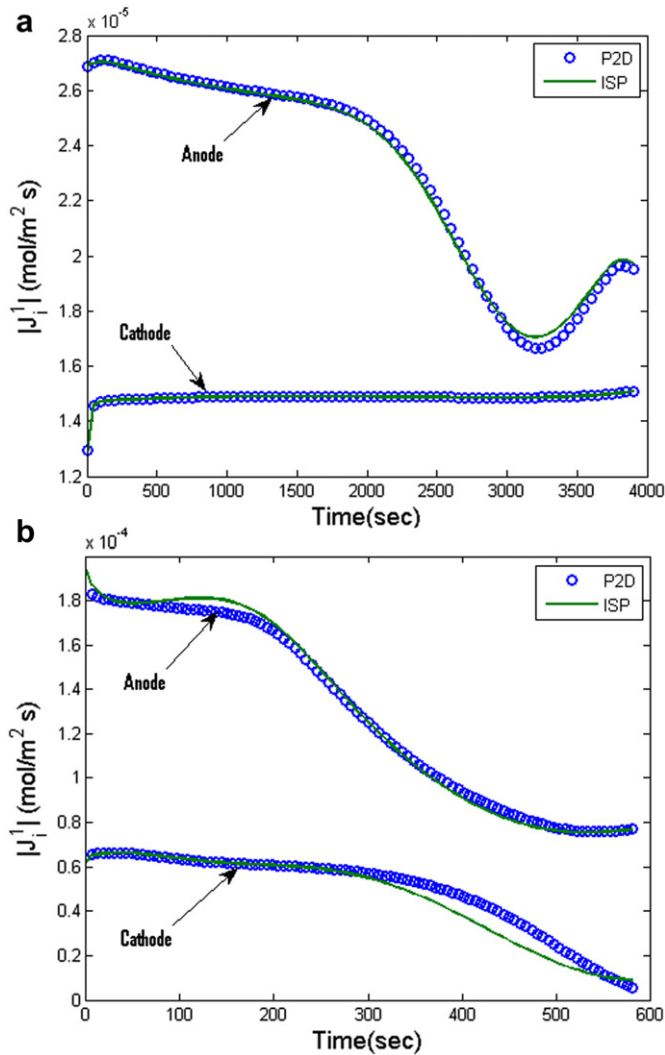 a
x 10^-5
2.8
2.6
2.4
2.2
2
1.8
1.6
1.4
1.2
|J_i^1| (mol/m^2 s)
P2D
ISP
Anode
Cathode
0 500 1000 1500 2000 2500 3000 3500 4000
Time(sec)
b
x 10^-4
2
1.8
1.6
1.4
1.2
1
0.8
0.6
0.4
0.2
0
|J_i^1| (mol/m^2 s)
P2D
ISP
Anode
Cathode
0 100 200 300 400 500 600
Time(sec)